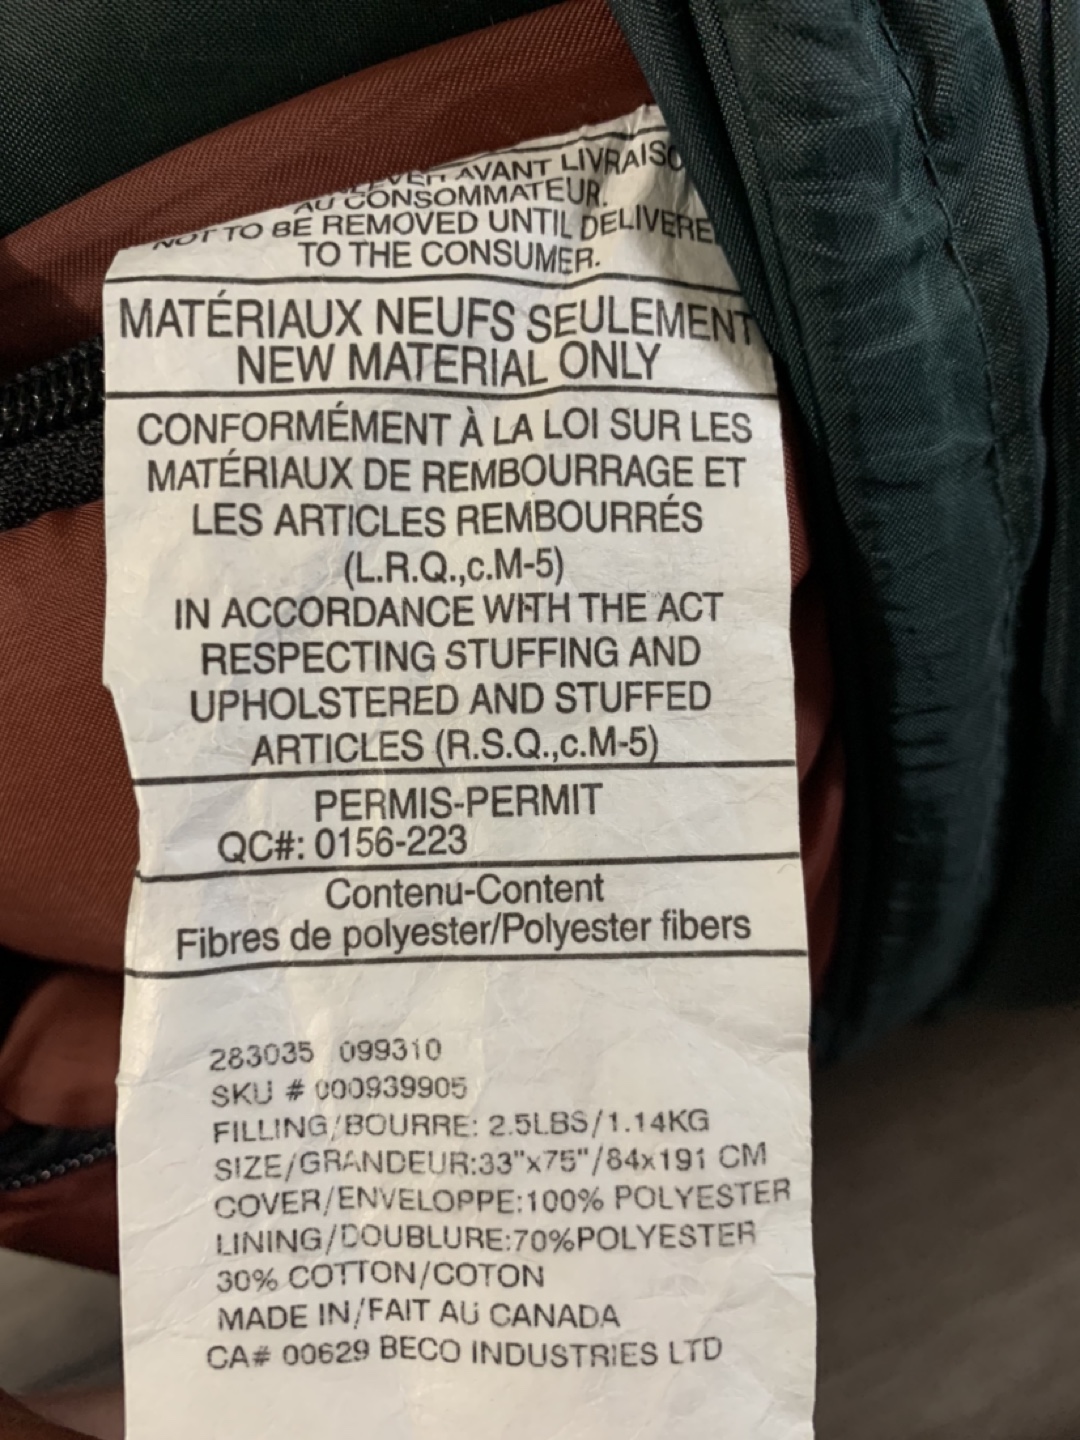 AVANT LIVRAISO
AU CONSOMMATEUR.
NOT TO BE REMOVED UNTIL DELIVERE
TO THE CONSUMER.
MATÉRIAUX NEUFS SEULEMENT
NEW MATERIAL ONLY
CONFORMÉMENT À LA LOI SUR LES
MATÉRIAUX DE REMBOURRAGE ET
LES ARTICLES REMBOURRÉS
(L.R.Q.,c.M-5)
IN ACCORDANCE WITH THE ACT
RESPECTING STUFFING AND
UPHOLSTERED AND STUFFED
ARTICLES (R.S.Q.,c.M-5)
PERMIS-PERMIT
QC#: 0156-223
Contenu-Content
Fibres de polyester/Polyester fibers
283035 099310
SKU # 000939905
FILLING/BOURRE: 2.5LBS/1.14KG
SIZE/GRANDEUR:33"x75"/84x191 CM
COVER/ENVELOPPE:100% POLYESTER
LINING/DOUBLURE:70%POLYESTER
30% COTTON/COTON
MADE IN/FAIT AU CANADA
CA# 00629 BECO INDUSTRIES LTD